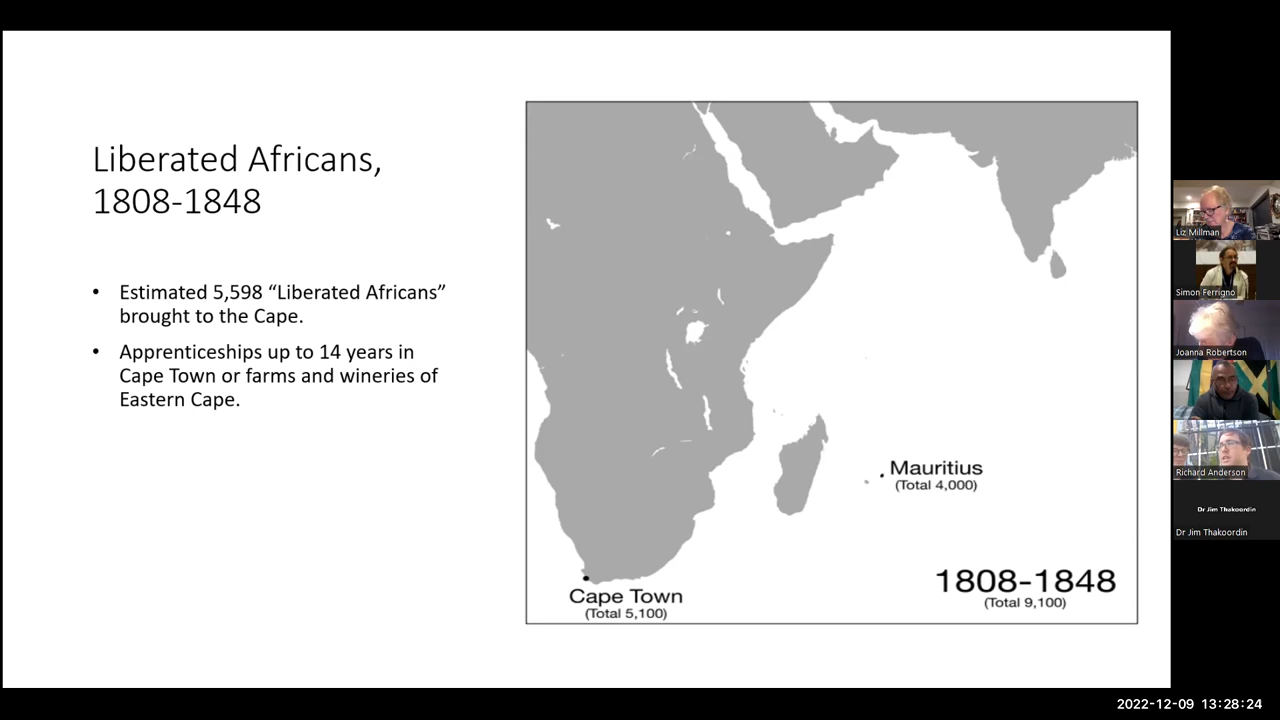 Liberated Africans,
1808-1848
• Estimated 5,598 “Liberated Africans”
brought to the Cape.
• Apprenticeships up to 14 years in
Cape Town or farms and wineries of
Eastern Cape.
Mauritius
(Total 4,000)
Cape Town
(Total 5,100)
1808-1848
(Total 9,100)
Liz Millman
Simon Ferrigno
Joanna Robertson
Richard Anderson
Dr Jim Thakoordin
Dr Jim Thakoordin
2022-12-09 13:28:24